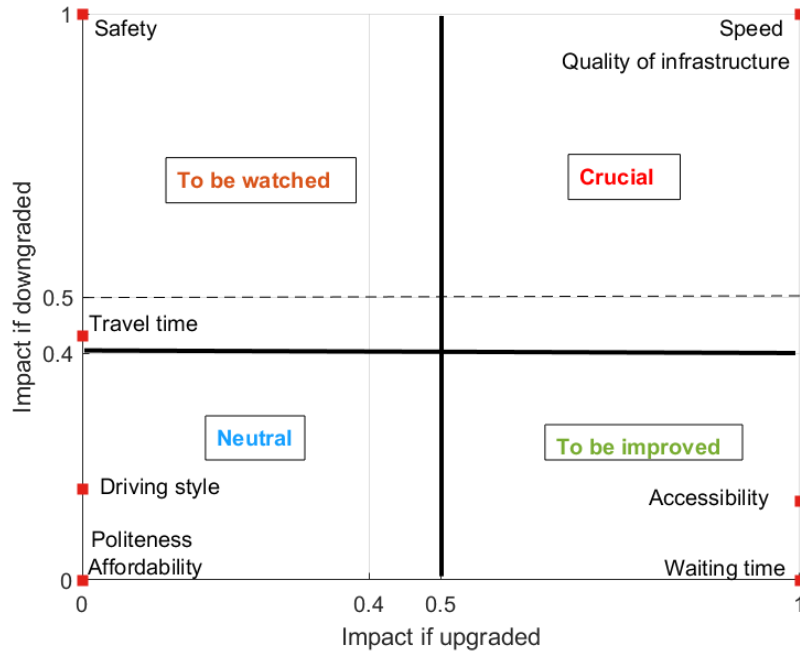 1
Safety
Speed
Quality of infrastructure
To be watched
Crucial
Impact if downgraded
0.5
Travel time
0.4
Neutral
To be improved
Driving style
Accessibility
Politeness
Affordability
Waiting time
0
0
0.4
0.5
1
Impact if upgraded